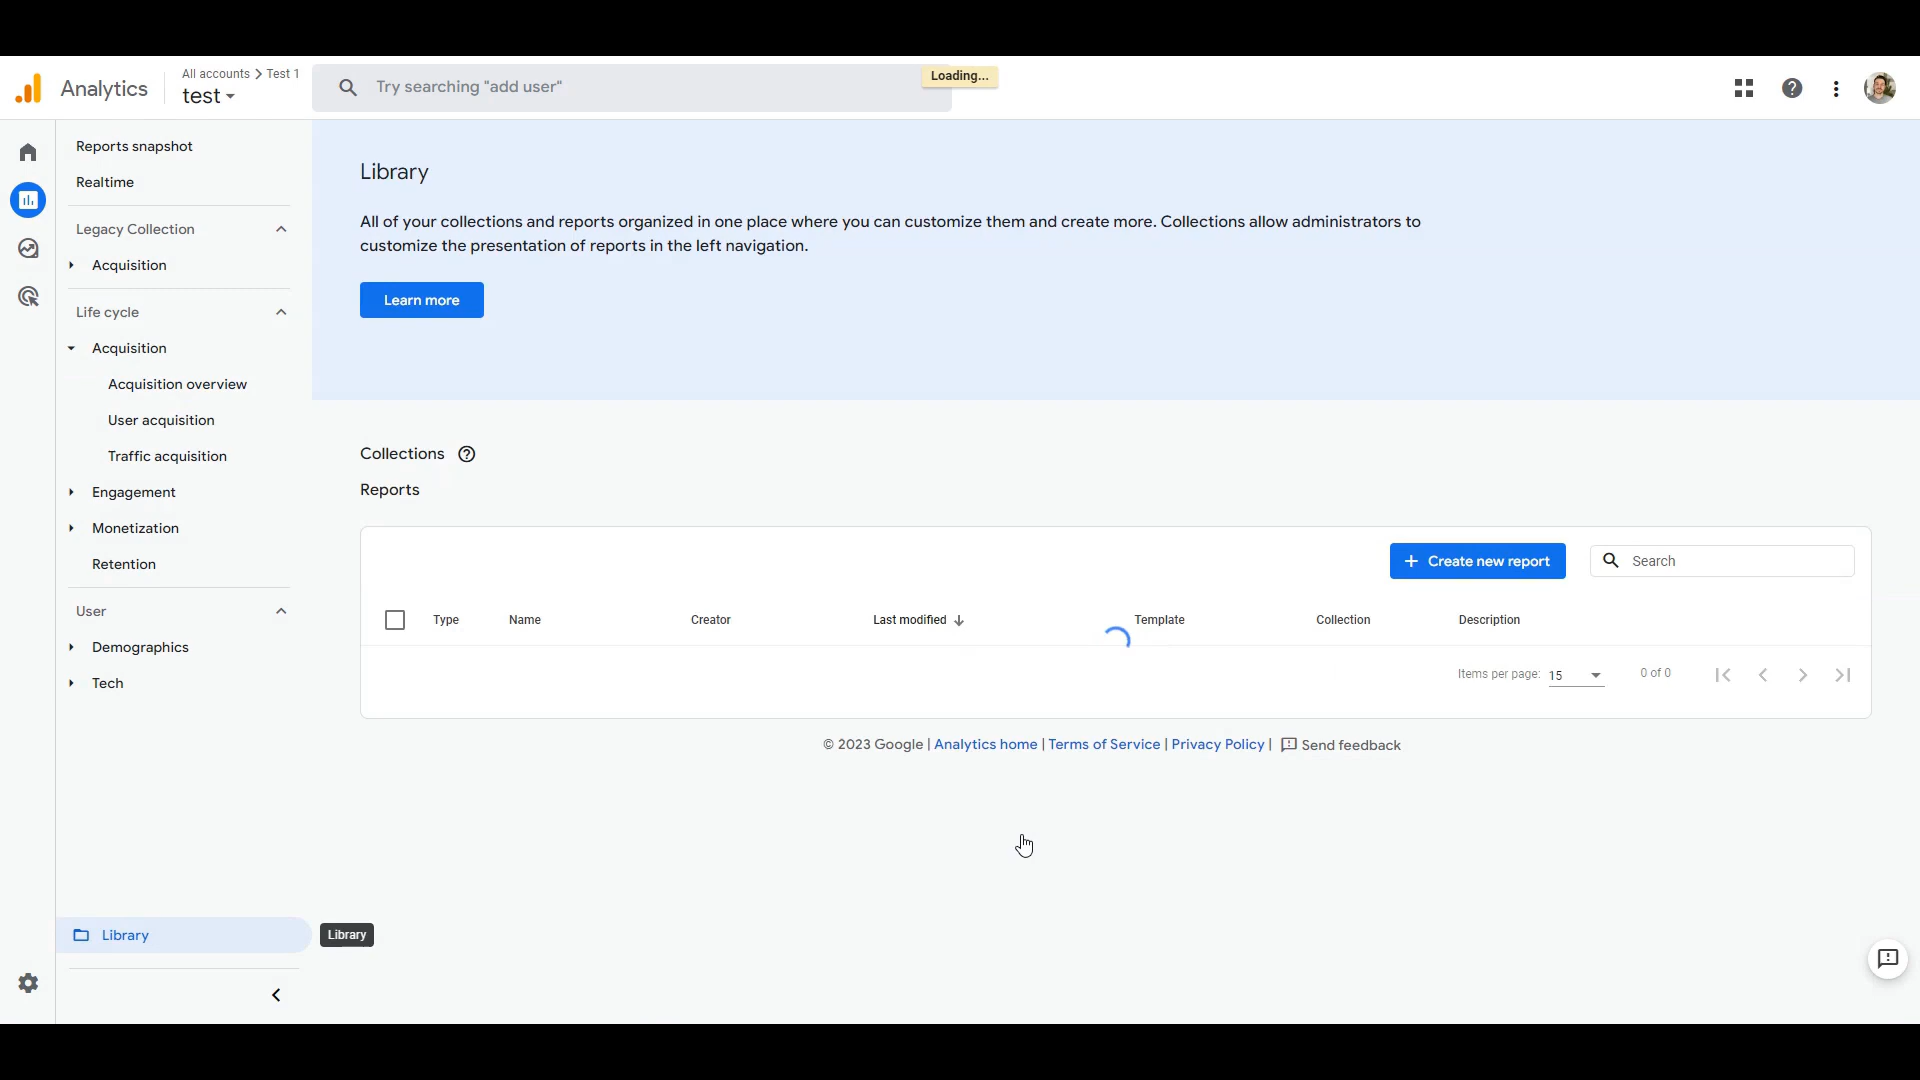 Analytics
All accounts > Test 1
test
Try searching "add user"
Loading...
Reports snapshot
Realtime
Legacy Collection
Acquisition
Life cycle
Acquisition
Acquisition overview
User acquisition
Traffic acquisition
Engagement
Monetization
Retention
User
Demographics
Tech
Library
Library
Library
All of your collections and reports organized in one place where you can customize them and create more. Collections allow administrators to
customize the presentation of reports in the left navigation.
Learn more
Collections
Reports
+ Create new report
Search
Type Name Creator Last modified Template Collection Description
Items per page: 15 0 of 0
© 2023 Google | Analytics home | Terms of Service | Privacy Policy | Send feedback